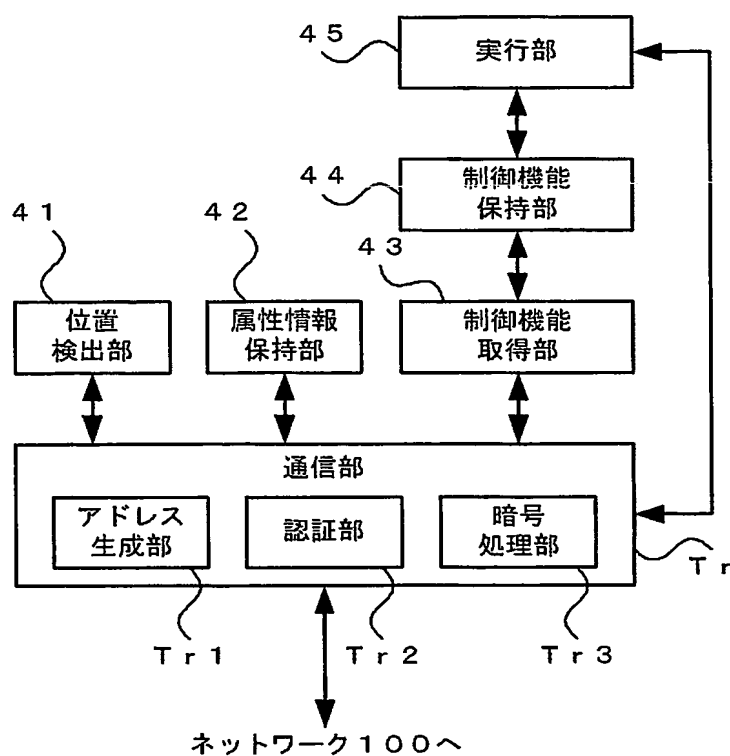 45
実行部
44
制御機能
保持部
41
42
43
位置
検出部
属性情報
保持部
制御機能
取得部
通信部
アドレス
生成部
認証部
暗号
処理部
Tr
Tr1
Tr2
Tr3
ネットワーク100へ